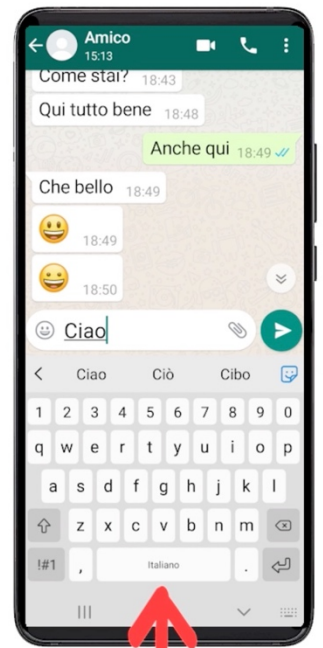 Amico
15:13
Come stai? 18:43
Qui tutto bene 18:48
Anche qui 18:49
Che bello 18:49
18:49
18:50
Ciao
Ciao Ciò Cibo
1 2 3 4 5 6 7 8 9 0
q w e r t y u i o p
a s d f g h j k l
z x c v b n m
!#1 , Italiano .